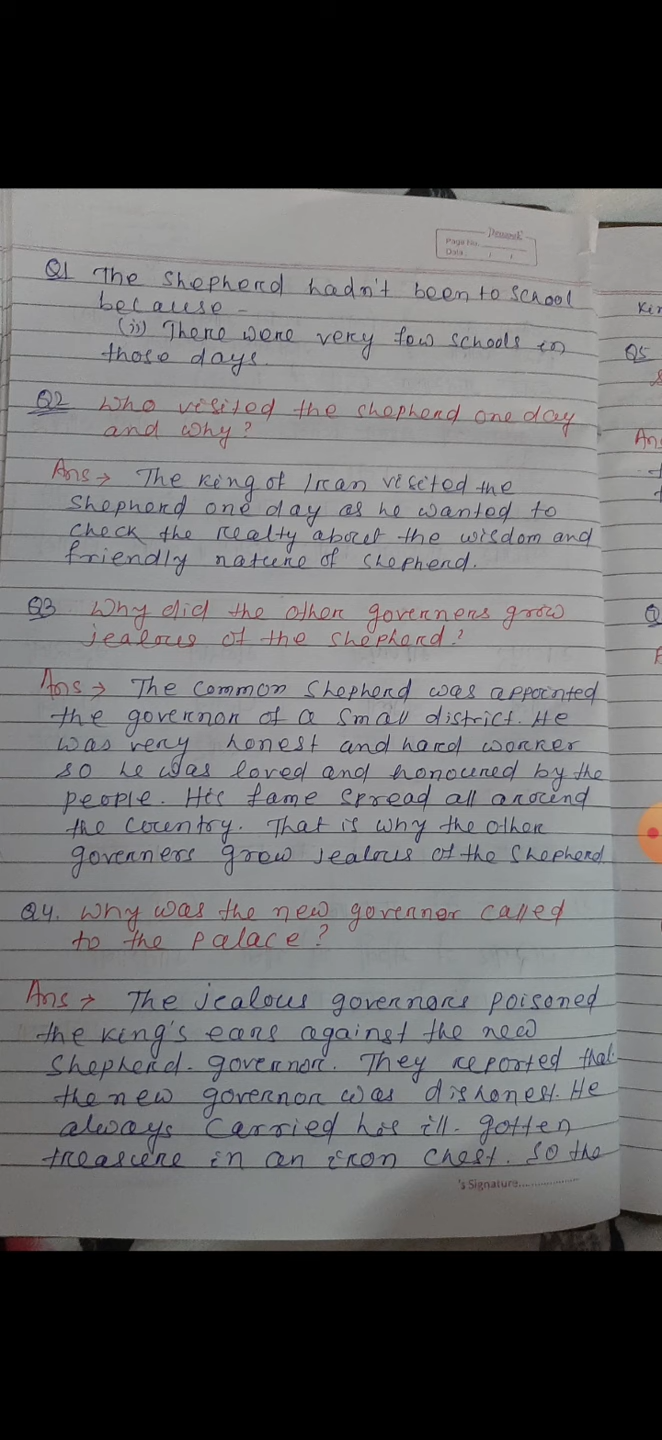 Pawank
Page No.
Date : / /
Q1 The shepherd hadn't been to school
because -
(ii) There were very few schools in
those days.
Q2 Who visited the shepherd one day
and why?
Ans → The king of Iran visited the
shepherd one day as he wanted to
check the realty about the wisdom and
friendly nature of shepherd.
Q3 Why did the other governers grow
jealous of the shepherd?
Ans → The common shepherd was appointed
the governor of a small district. He
was very honest and hard worker
so he was loved and honoured by the
people. His fame spread all around
the country. That is why the other
governers grow jealous of the shepherd
Q4. Why was the new governor called
to the palace?
Ans → The jealous governors poisoned
the king's ears against the new
shepherd-governor. They reported that
the new governor was dishonest. He
always carried his ill-gotten
treasure in an iron chest. So the
's Signature..................
Q5
Ans